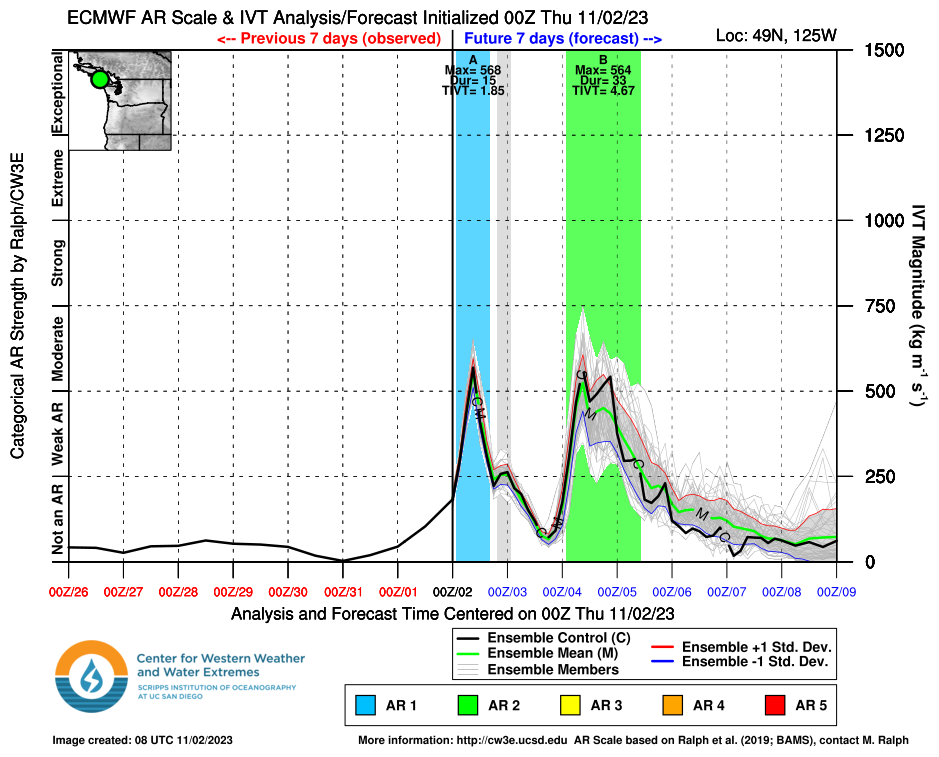 ECMWF AR Scale & IVT Analysis/Forecast Initialized 00Z Thu 11/02/23
<-- Previous 7 days (observed)
Future 7 days (forecast) -->
Loc: 49N, 125W
A
Max= 568
Dur= 15
TIVT= 1.85
B
Max= 564
Dur= 33
TIVT= 4.67
Categorical AR Strength by Ralph/CW3E
Exceptional
Extreme
Strong
Moderate
Weak AR
Not an AR
1500
1250
1000
750
500
250
0
IVT Magnitude (kg m-1 s-1)
C
M
C
M
C
M
C
M
C
00Z/26
00Z/27
00Z/28
00Z/29
00Z/30
00Z/31
00Z/01
00Z/02
00Z/03
00Z/04
00Z/05
00Z/06
00Z/07
00Z/08
00Z/09
Analysis and Forecast Time Centered on 00Z Thu 11/02/23
Center for Western Weather
and Water Extremes
SCRIPPS INSTITUTION OF OCEANOGRAPHY
AT UC SAN DIEGO
Ensemble Control (C)
Ensemble Mean (M)
Ensemble Members
Ensemble +1 Std. Dev.
Ensemble -1 Std. Dev.
AR 1
AR 2
AR 3
AR 4
AR 5
Image created: 08 UTC 11/02/2023
More information: http://cw3e.ucsd.edu AR Scale based on Ralph et al. (2019; BAMS), contact M. Ralph